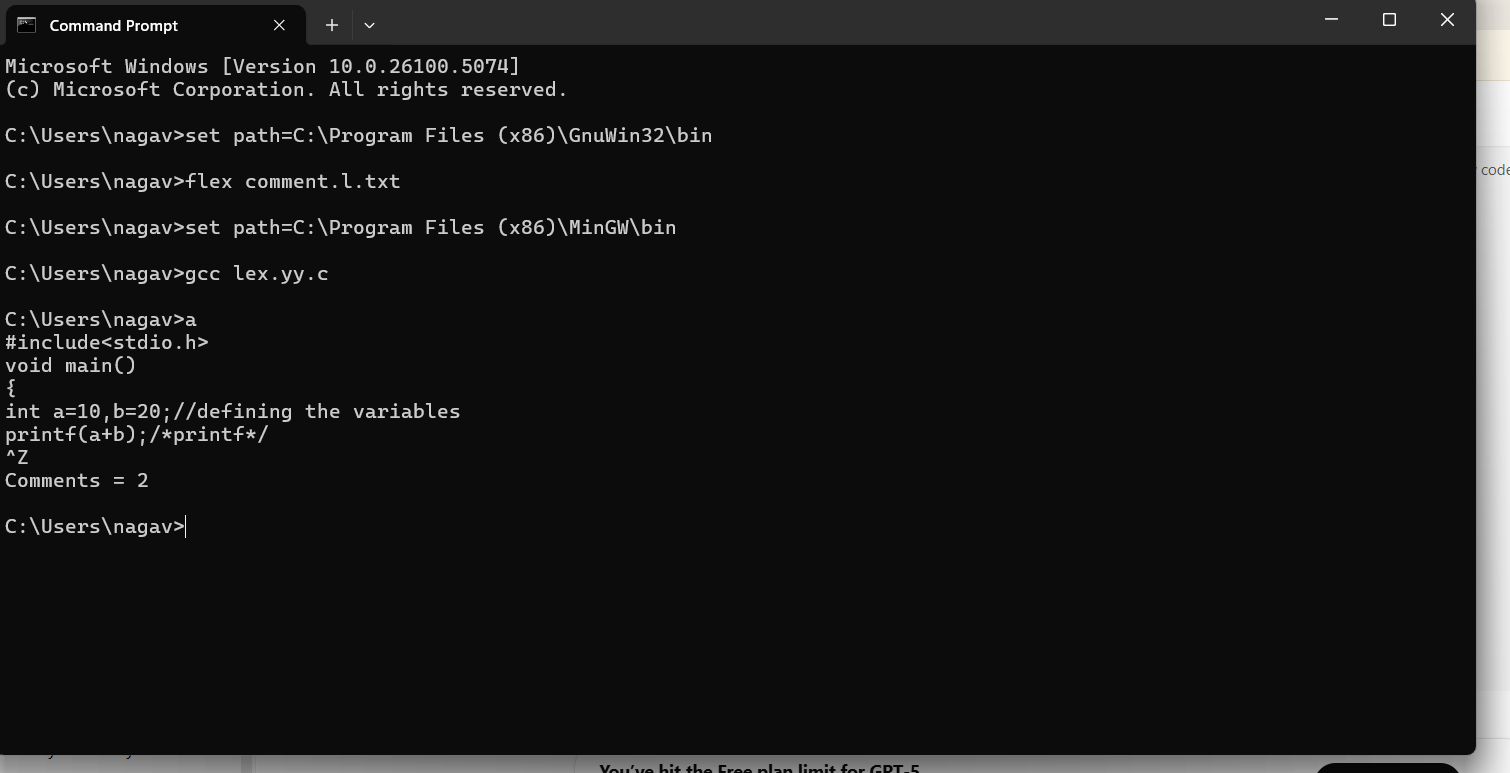 Command Prompt
Microsoft Windows [Version 10.0.26100.5074]
(c) Microsoft Corporation. All rights reserved.
C:\Users\nagav>set path=C:\Program Files (x86)\GnuWin32\bin
C:\Users\nagav>flex comment.l.txt
C:\Users\nagav>set path=C:\Program Files (x86)\MinGW\bin
code
C:\Users\nagav>gcc lex.yy.c
C:\Users\nagav>a
#include<stdio.h>
void main()
{
int a=10,b=20;//defining the variables
printf(a+b);/*printf*/
^Z
Comments = 2
C:\Users\nagav>
You've hit the Free plan limit for GPT-5